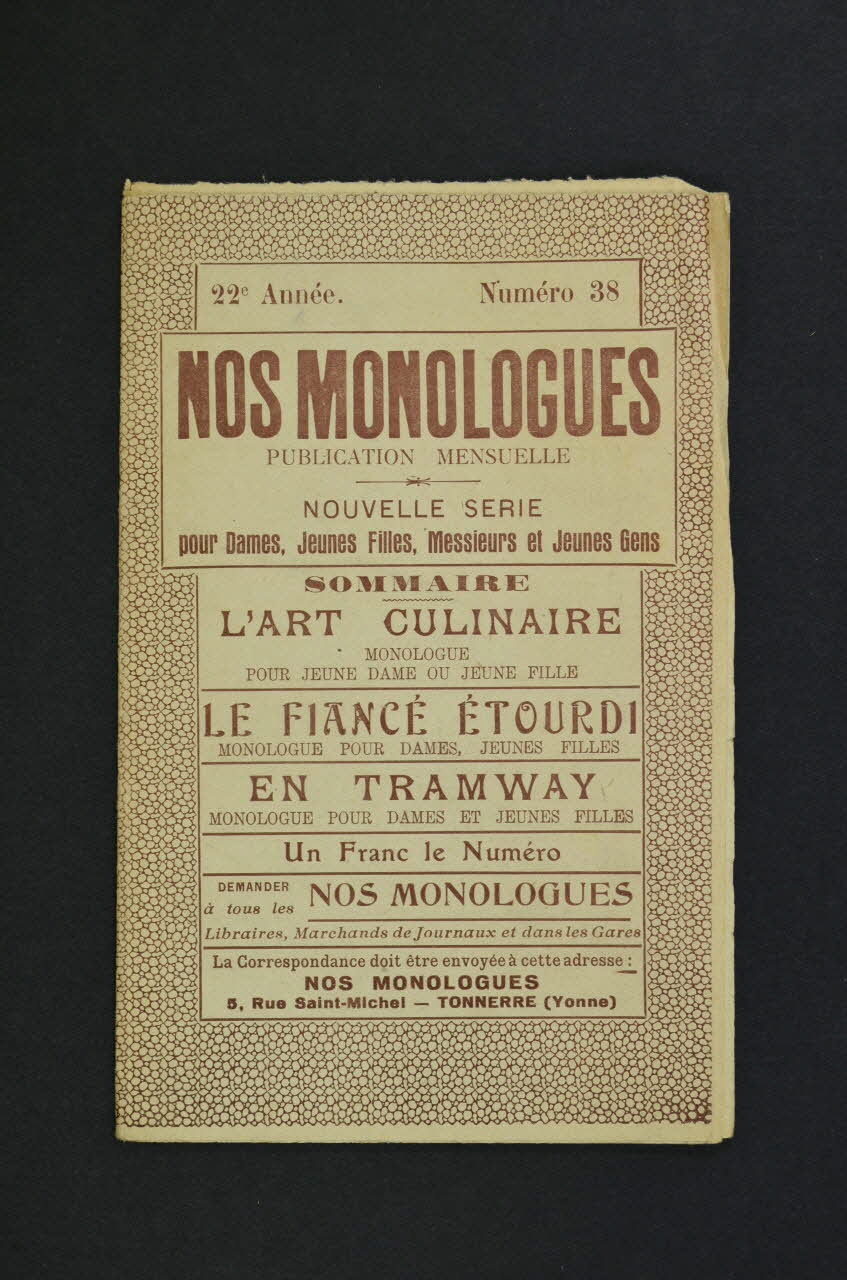 22e Année. Numéro 38
NOS MONOLOGUES
PUBLICATION MENSUELLE
NOUVELLE SERIE
pour Dames, Jeunes Filles, Messieurs et Jeunes Gens
SOMMAIRE
L'ART CULINAIRE
MONOLOGUE
POUR JEUNE DAME OU JEUNE FILLE
LE FIANCÉ ÉTOURDI
MONOLOGUE POUR DAMES, JEUNES FILLES
EN TRAMWAY
MONOLOGUE POUR DAMES ET JEUNES FILLES
Un Franc le Numéro
DEMANDER
à tous les
NOS MONOLOGUES
Libraires, Marchands de Journaux et dans les Gares
La Correspondance doit être envoyée à cette adresse :
NOS MONOLOGUES
5, Rue Saint-Michel — TONNERRE (Yonne)